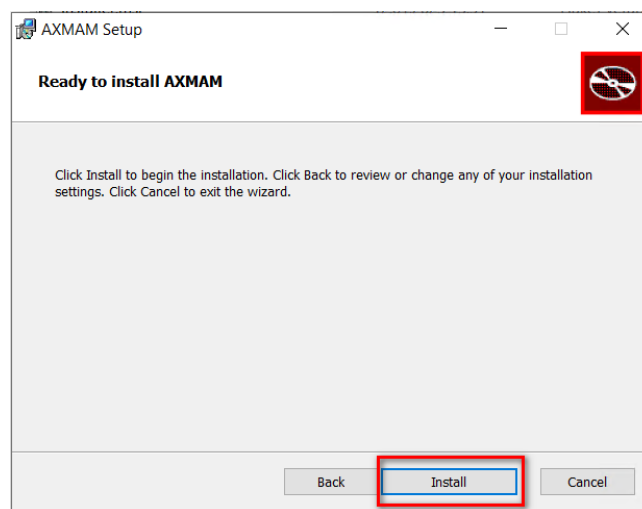 AXMAM Setup
Ready to install AXMAM
Click Install to begin the installation. Click Back to review or change any of your installation
settings. Click Cancel to exit the wizard.
Back
Install
Cancel